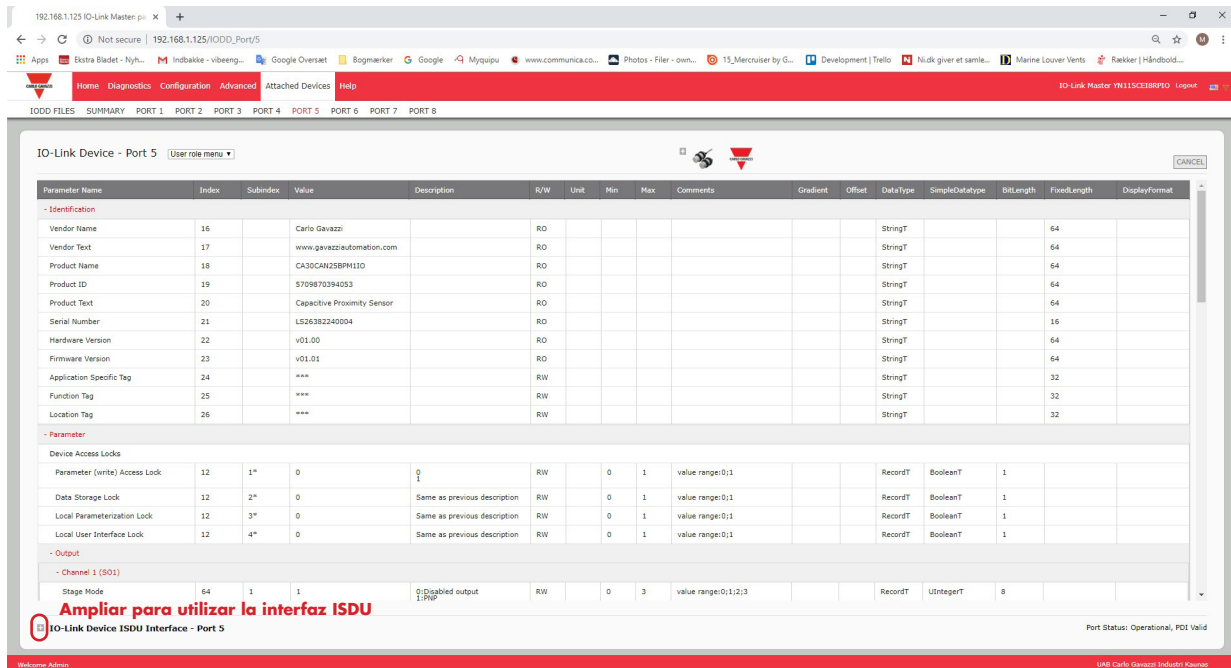 192.168.1.125 IO-Link Master: pa
192.168.1.125/IODD_Port/5
Not secure
Apps Ekstra Bladet - Nyh... Indbakke - vibeeng... Google Oversæt Bogmærker Google Myquipu www.communica.co... Photos - Filer - own... 15_Mercruiser by G... Development | Trello Ni.dk giver et samle... Marine Louver Vents Rækker | Håndbold....
CARLO GAVAZZI Home Diagnostics Configuration Advanced Attached Devices Help IO-Link Master YN115CEI8RPIO Logout
IODD FILES SUMMARY PORT 1 PORT 2 PORT 3 PORT 4 PORT 5 PORT 6 PORT 7 PORT 8
IO-Link Device - Port 5 User role menu CARLO GAVAZZI CANCEL
Parameter Name Index Subindex Value Description R/W Unit Min Max Comments Gradient Offset DataType SimpleDatatype BitLength FixedLength DisplayFormat
- Identification
Vendor Name 16 Carlo Gavazzi RO StringT 64
Vendor Text 17 www.gavazziautomation.com RO StringT 64
Product Name 18 CA30CAN25BPM1IO RO StringT 64
Product ID 19 5709870394053 RO StringT 64
Product Text 20 Capacitive Proximity Sensor RO StringT 64
Serial Number 21 LS26382240004 RO StringT 16
Hardware Version 22 v01.00 RO StringT 64
Firmware Version 23 v01.01 RO StringT 64
Application Specific Tag 24 *** RW StringT 32
Function Tag 25 *** RW StringT 32
Location Tag 26 *** RW StringT 32
- Parameter
Device Access Locks
Parameter (write) Access Lock 12 1* 0 0 RW 0 1 value range:0;1 RecordT BooleanT 1
1
Data Storage Lock 12 2* 0 Same as previous description RW 0 1 value range:0;1 RecordT BooleanT 1
Local Parameterization Lock 12 3* 0 Same as previous description RW 0 1 value range:0;1 RecordT BooleanT 1
Local User Interface Lock 12 4* 0 Same as previous description RW 0 1 value range:0;1 RecordT BooleanT 1
- Output
- Channel 1 (SO1)
Stage Mode 64 1 1 0:Disabled output RW 0 3 value range:0;1;2;3 RecordT UIntegerT 8
1:PNP
Ampliar para utilizar la interfaz ISDU
IO-Link Device ISDU Interface - Port 5 Port Status: Operational, PDI Valid
Welcome Admin UAB Carlo Gavazzi Industri Kaunas